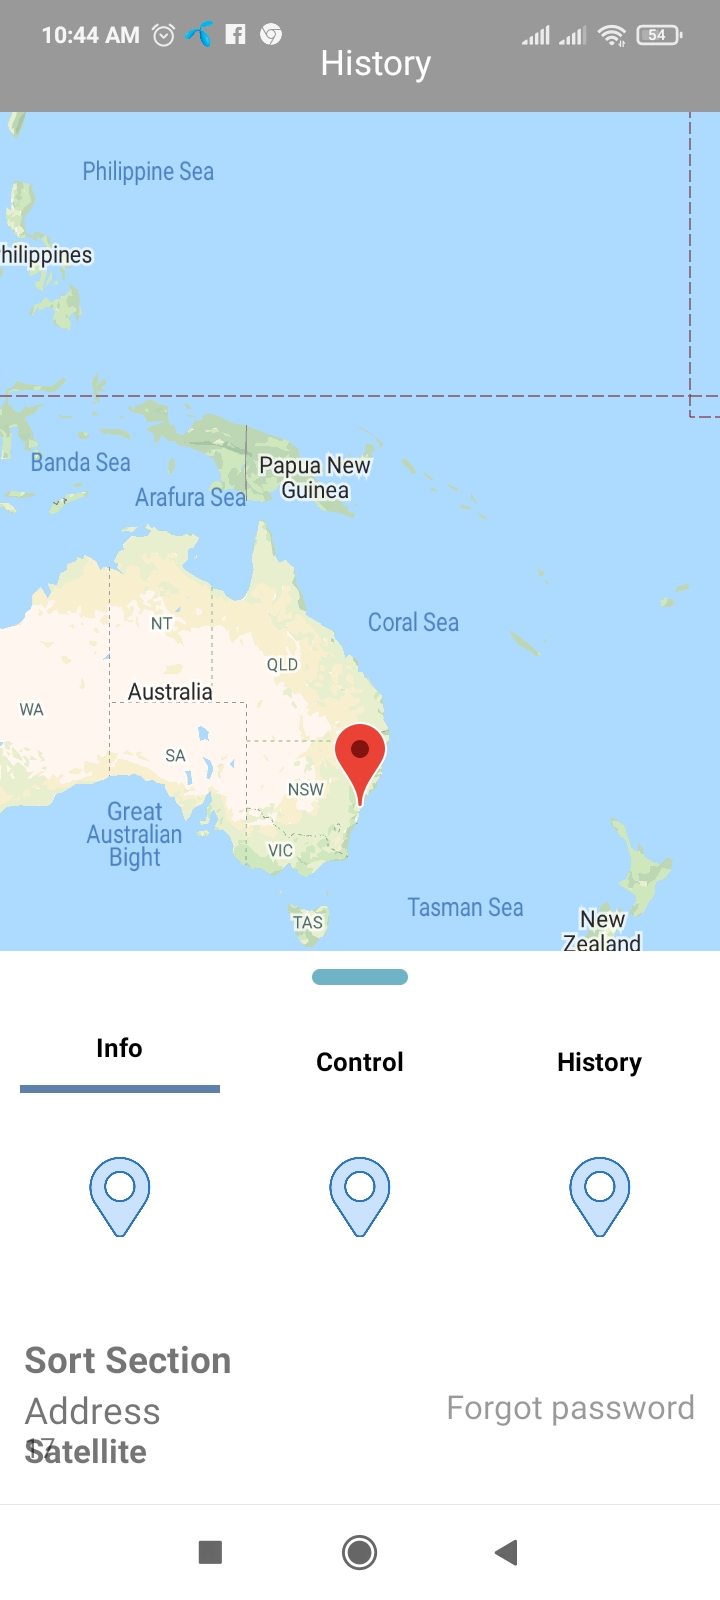 10:44 AM
54
History
Philippine Sea
hilippines
Banda Sea
Papua New
Guinea
Arafura Sea
Coral Sea
NT
QLD
Australia
WA
SA
NSW
Great
Australian
Bight
VIC
Tasman Sea
TAS
New
Zealand
Info
Control
History
Sort Section
Address
Forgot password
17
Satellite